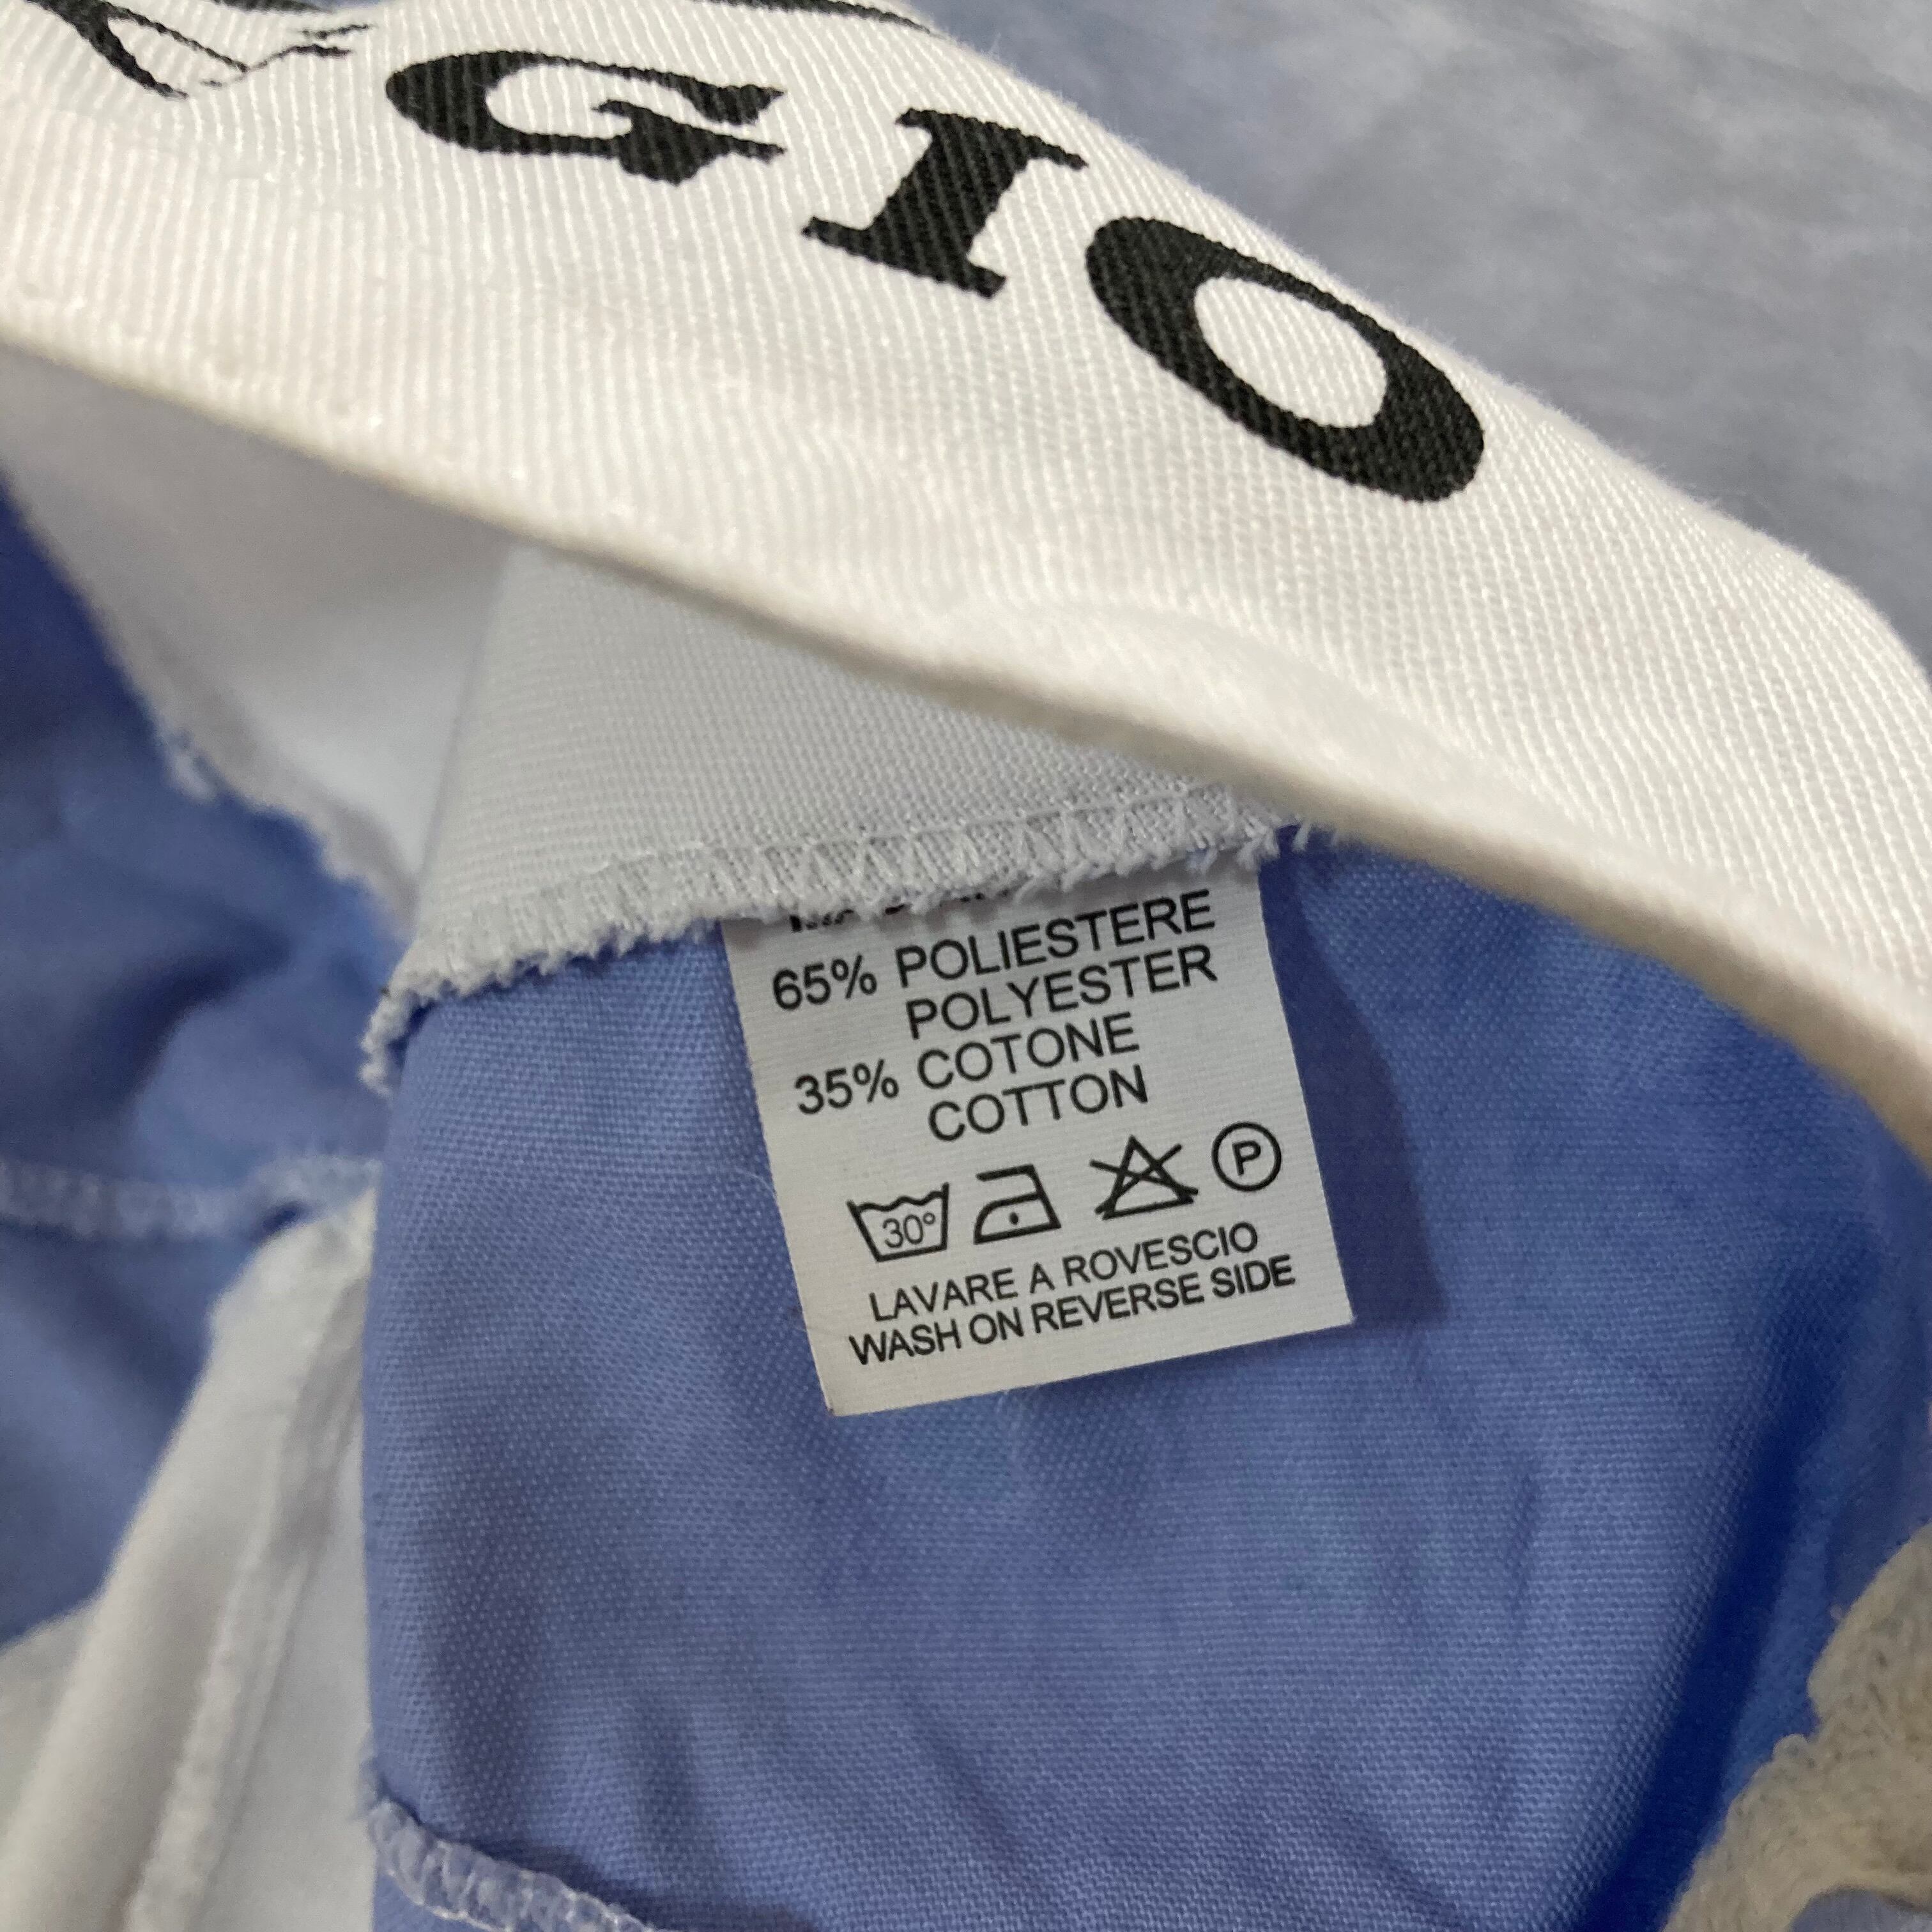 GIO
65% POLIESTERE
POLYESTER
35% COTONE
COTTON
30° P
LAVARE A ROVESCIO
WASH ON REVERSE SIDE